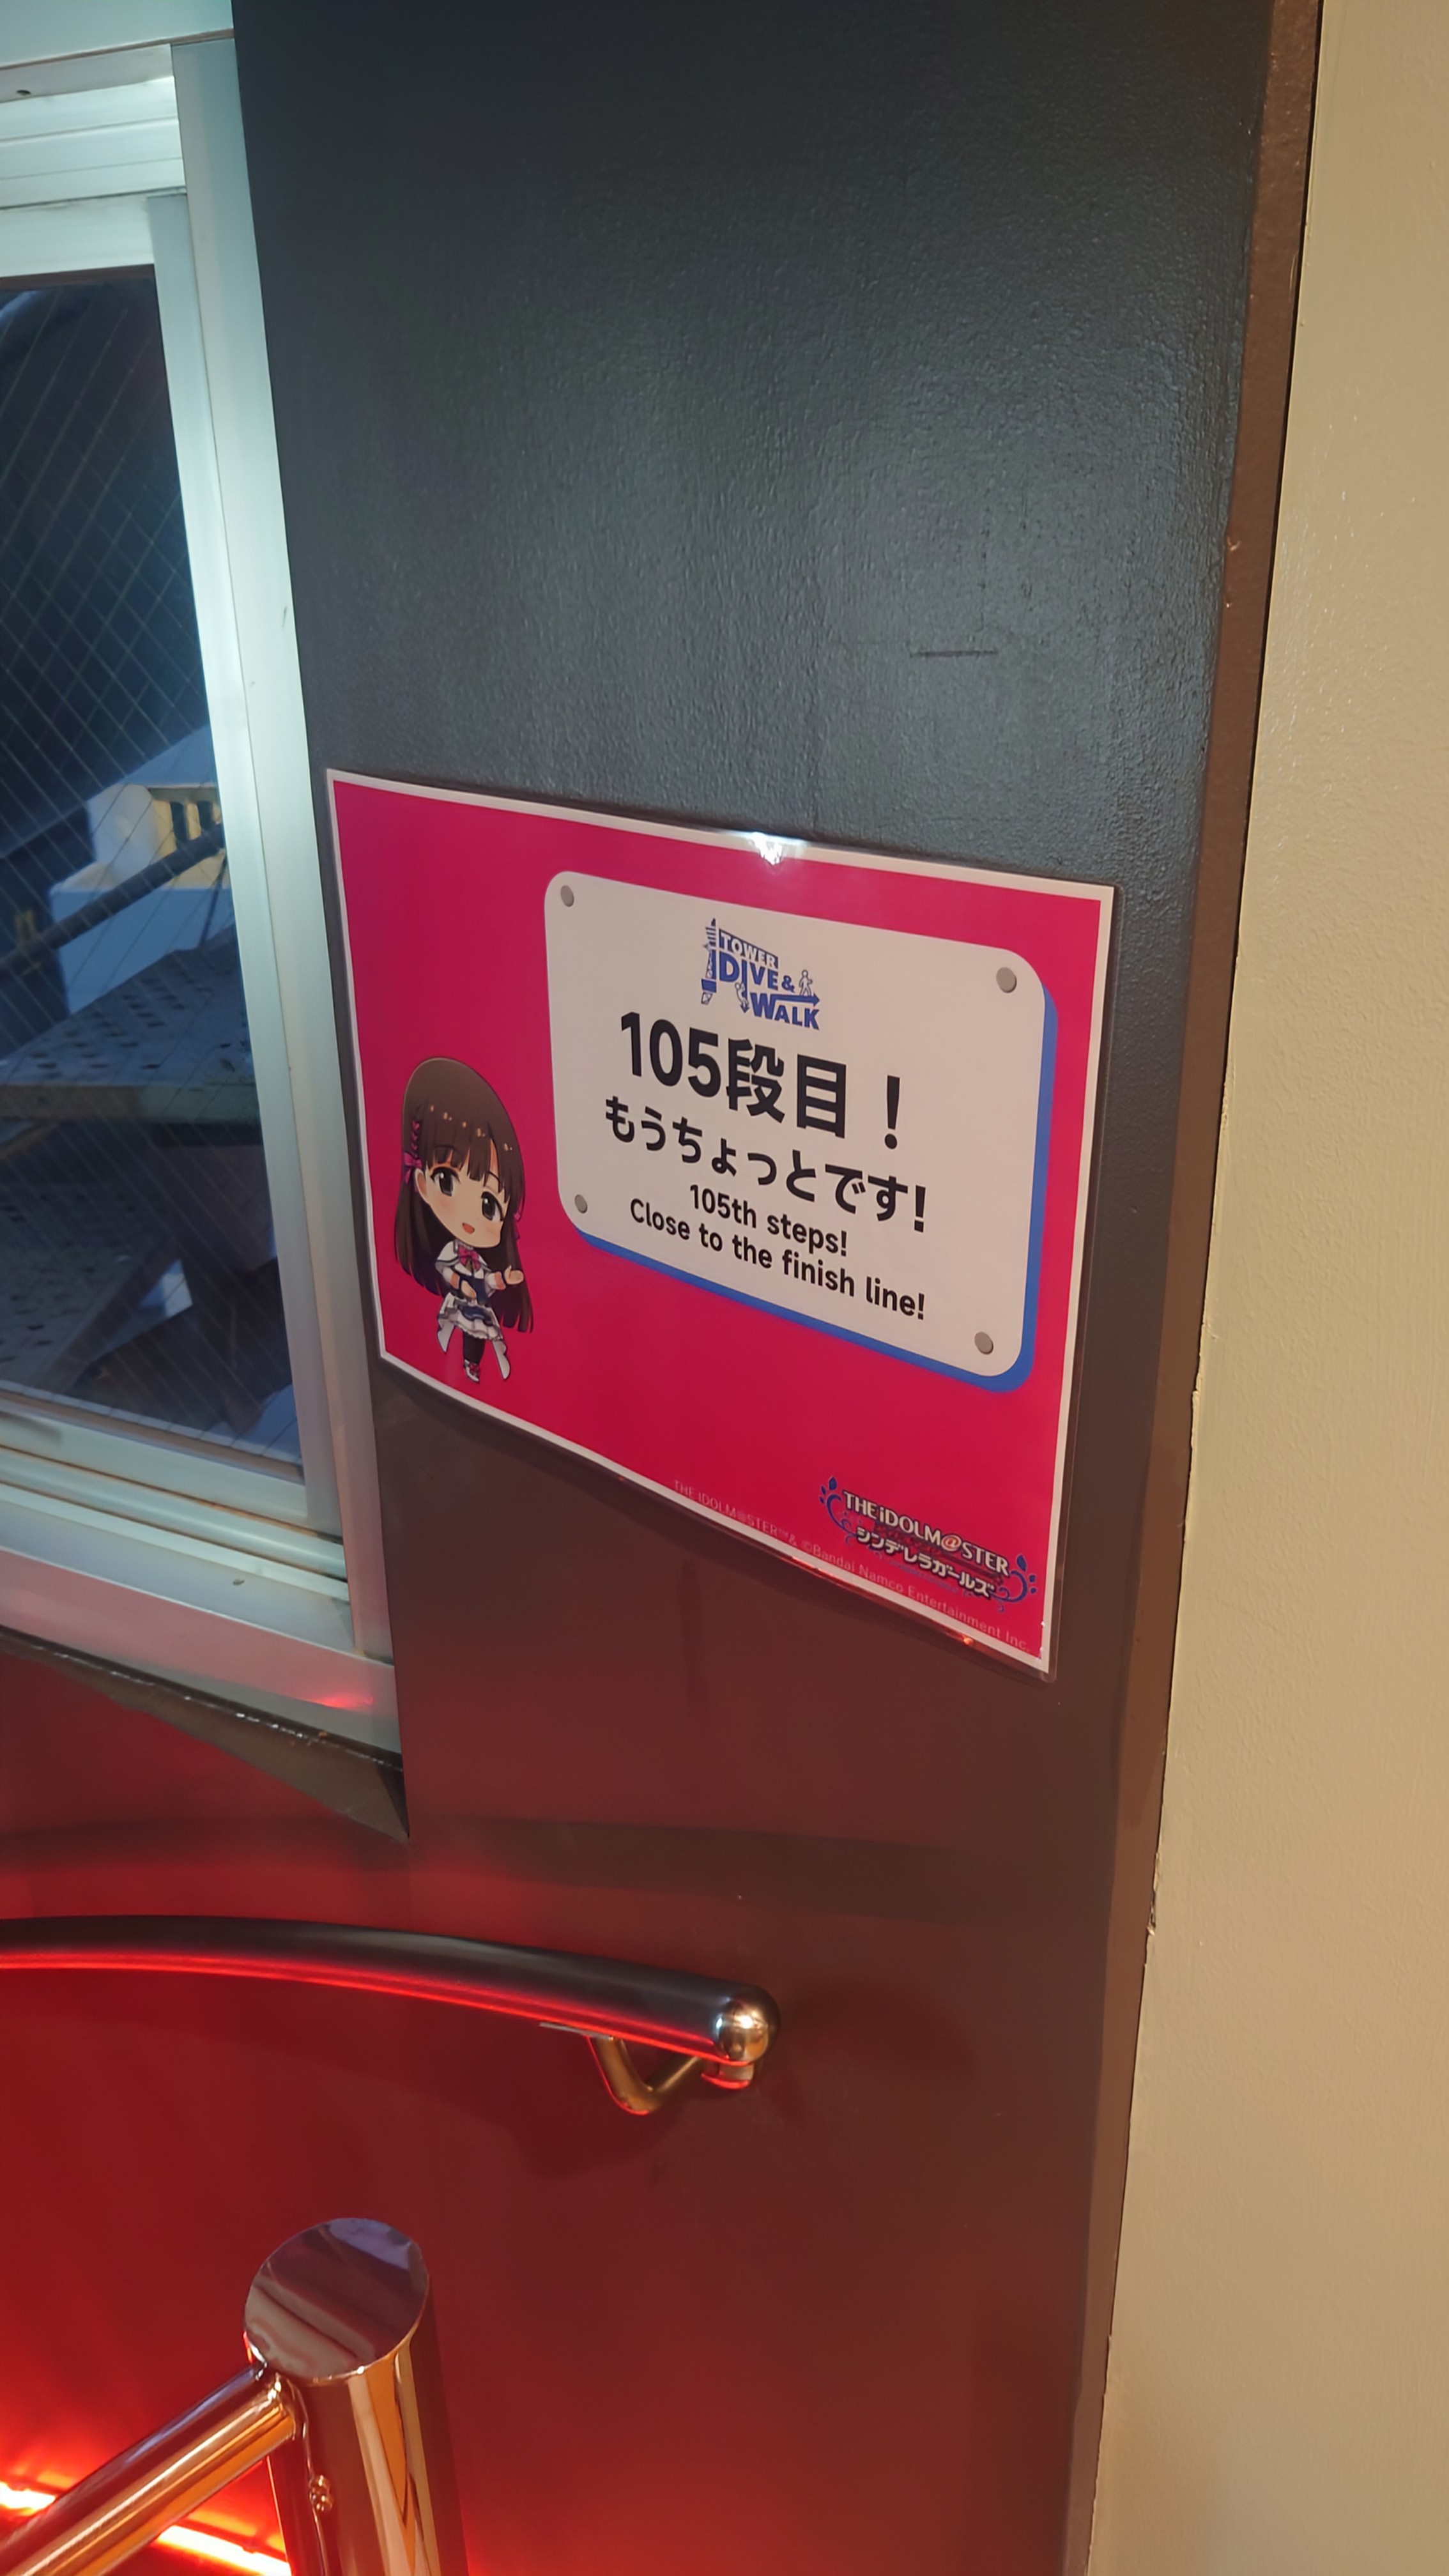 TOWER
DIVE &
WALK
105段目！
もうちょっとです!
105th steps!
Close to the finish line!
THE iDOLM@STER
シンデレラガールズ
THE IDOLM@STER™& ©Bandai Namco Entertainment Inc.